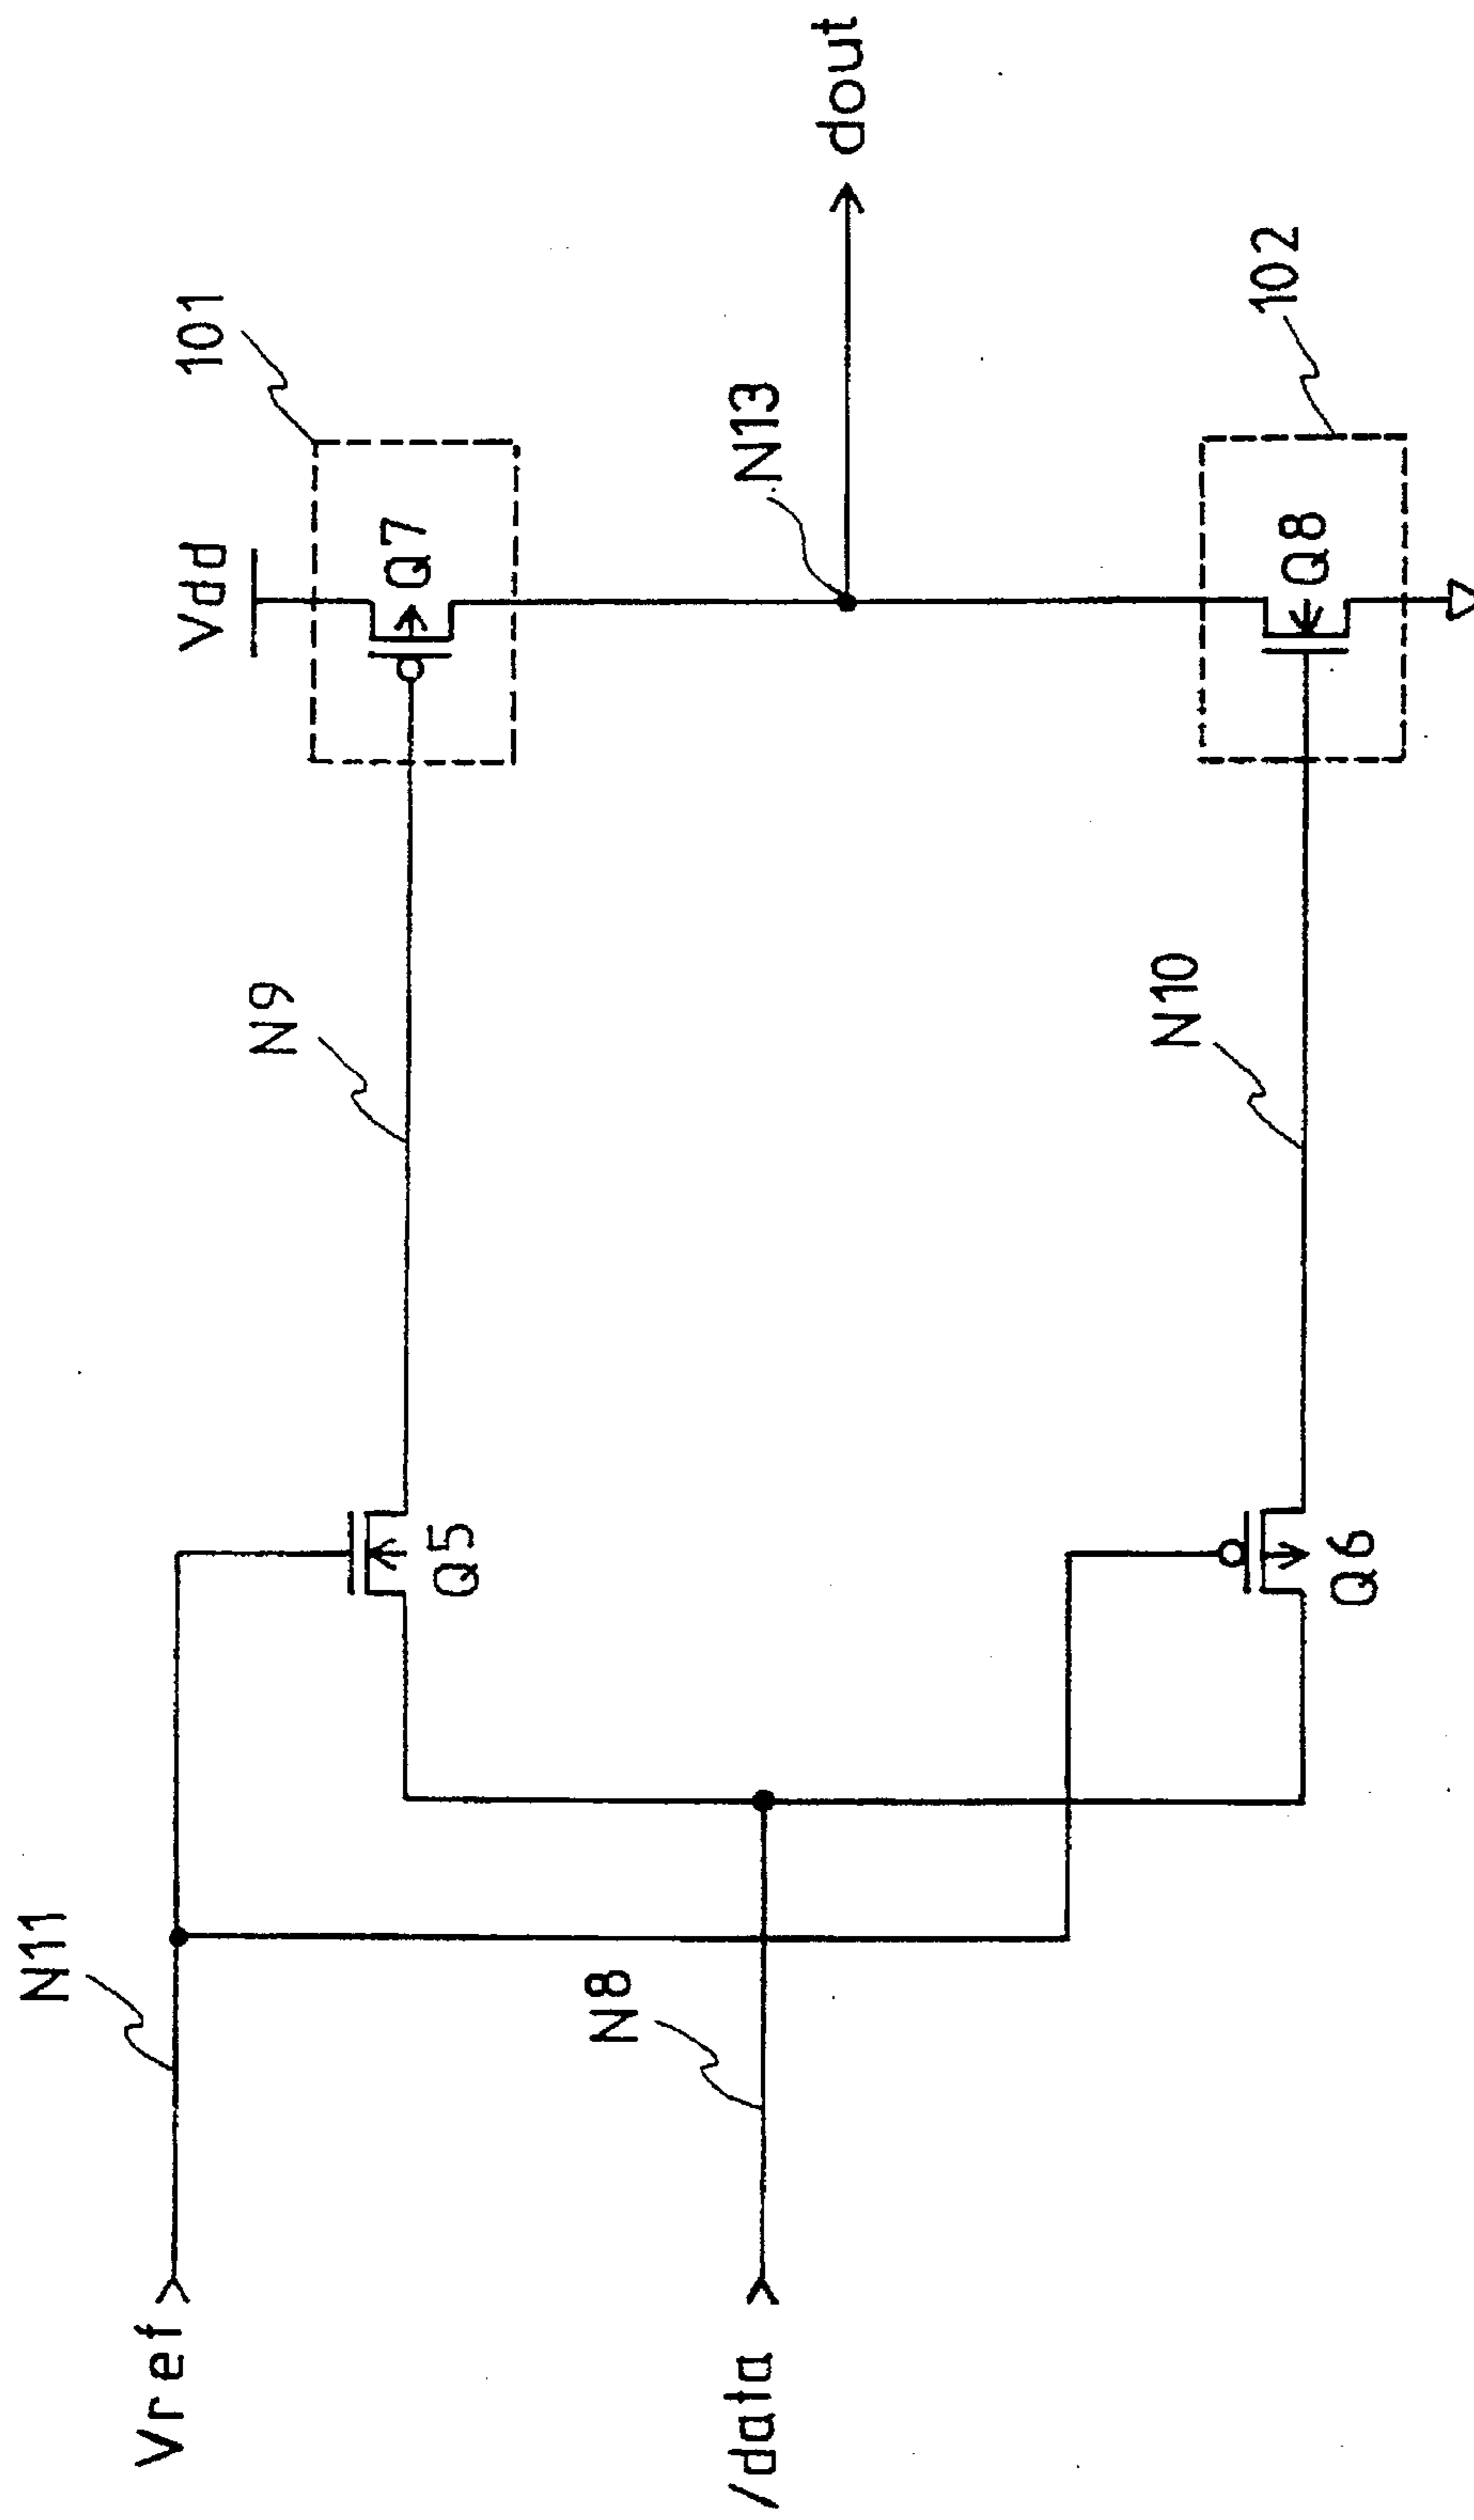 Vref
N11
/data
N8
Q5
Q6
N9
N10
Vdd
Q7
101
N13
dout
Q8
102